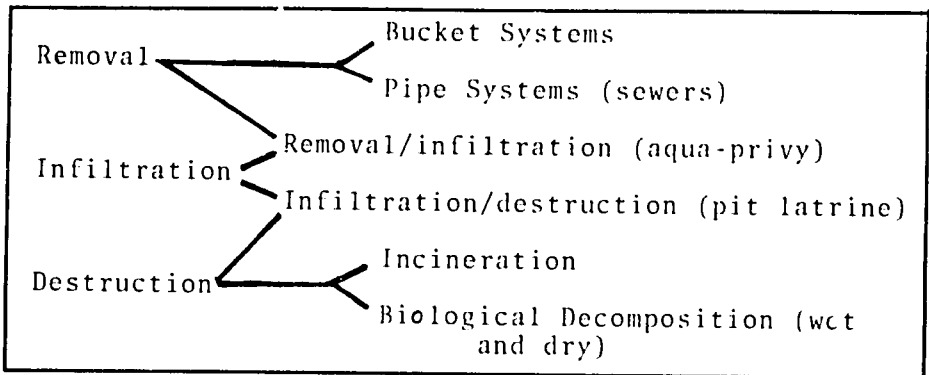 Removal
Bucket Systems
Pipe Systems (sewers)
Removal/infiltration (aqua-privy)
Infiltration
Infiltration/destruction (pit latrine)
Destruction
Incineration
Biological Decomposition (wet
and dry)